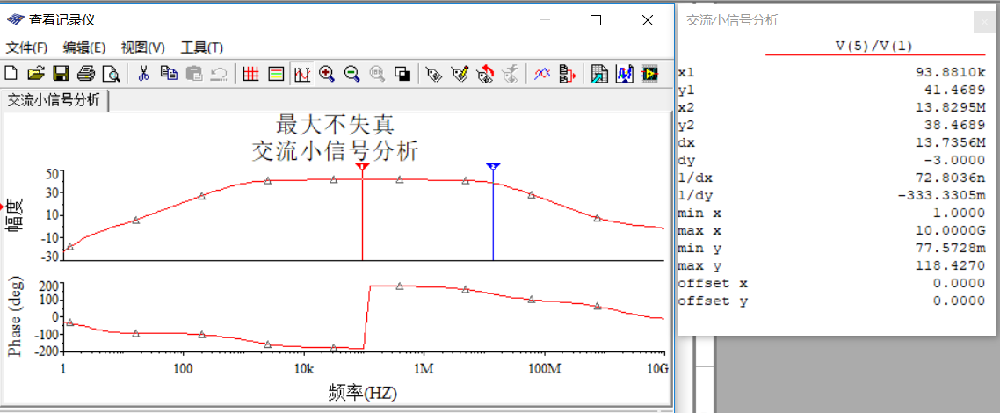 查看记录仪
文件(F) 编辑(E) 视图(V) 工具(T)
交流小信号分析
最大不失真
交流小信号分析
幅度
50
30
10
-10
-30
Phase (deg)
200
100
0
-100
-200
1 100 10k 1M 100M 10G
频率(HZ)
交流小信号分析
V(5)/V(1)
x1 93.8810k
y1 41.4689
x2 13.8295M
y2 38.4689
dx 13.7356M
dy -3.0000
1/dx 72.8036n
1/dy -333.3305m
min x 1.0000
max x 10.0000G
min y 77.5728m
max y 118.4270
offset x 0.0000
offset y 0.0000